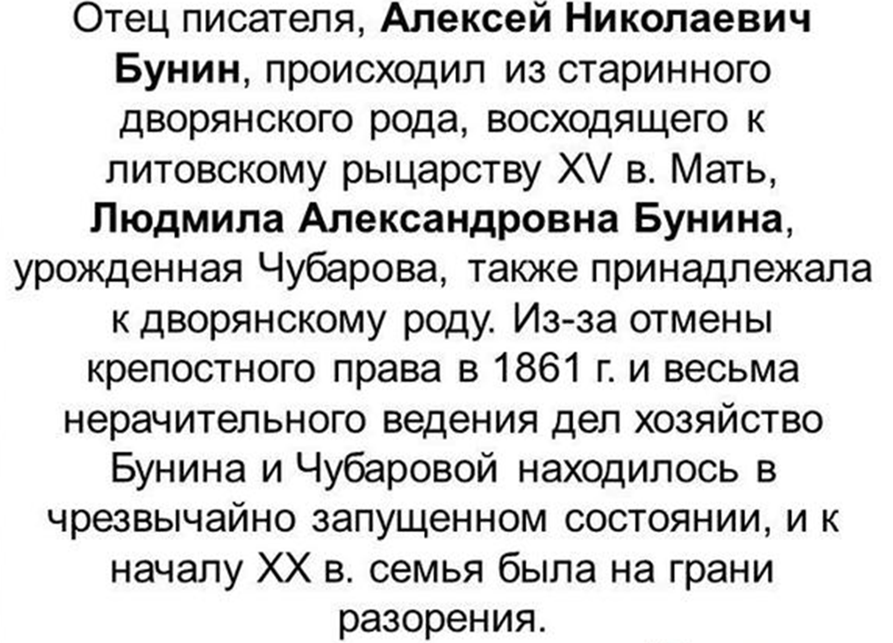 Отец писателя, Алексей Николаевич
Бунин, происходил из старинного
дворянского рода, восходящего к
литовскому рыцарству XV в. Мать,
Людмила Александровна Бунина,
урожденная Чубарова, также принадлежала
к дворянскому роду. Из-за отмены
крепостного права в 1861 г. и весьма
нерачительного ведения дел хозяйство
Бунина и Чубаровой находилось в
чрезвычайно запущенном состоянии, и к
началу XX в. семья была на грани
разорения.